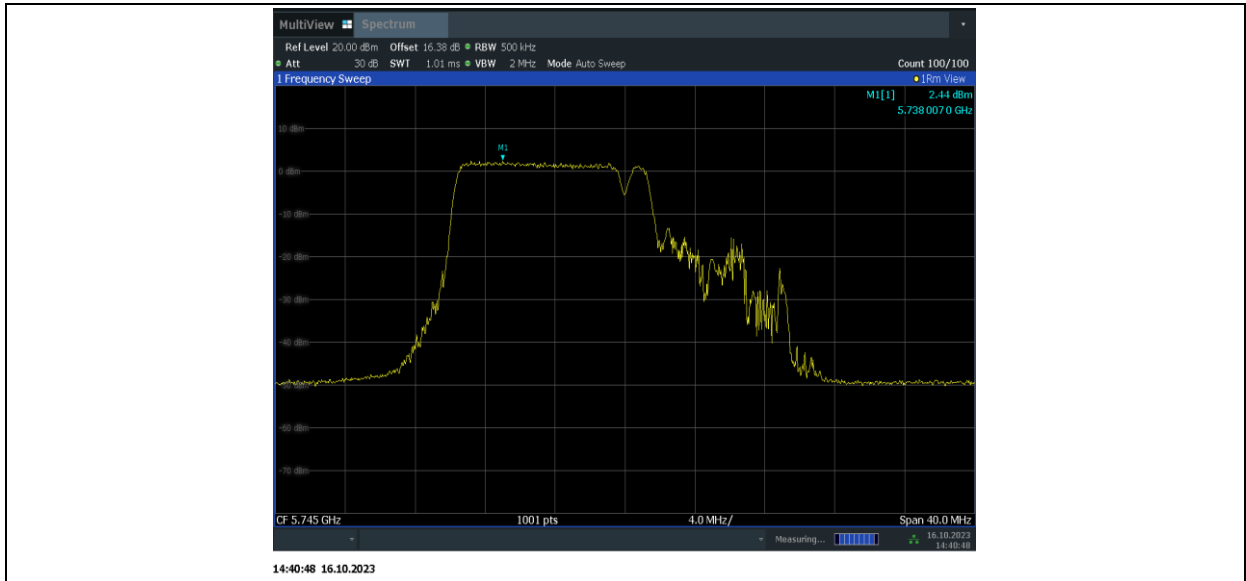 MultiView Spectrum
Ref Level 20.00 dBm Offset 16.38 dB RBW 500 kHz
Att 30 dB SWT 1.01 ms VBW 2 MHz Mode Auto Sweep Count 100/100
1 Frequency Sweep 1Rm View
M1[1] 2.44 dBm
5.738 007 0 GHz
10 dBm
M1
0 dBm
-10 dBm
-20 dBm
-30 dBm
-40 dBm
-50 dBm
-60 dBm
-70 dBm
CF 5.745 GHz 1001 pts 4.0 MHz/ Span 40.0 MHz
Measuring... 16.10.2023
14:40:48
14:40:48 16.10.2023